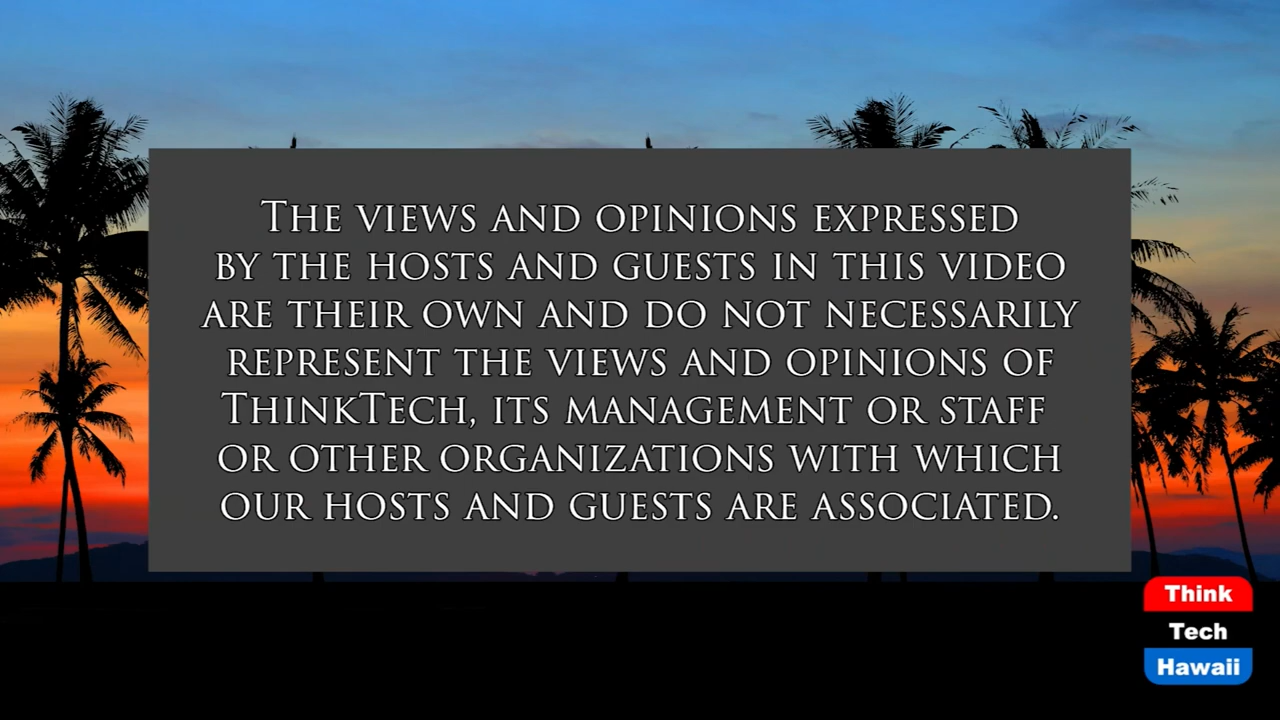 The views and opinions expressed
by the hosts and guests in this video
are their own and do not necessarily
represent the views and opinions of
ThinkTech, its management or staff
or other organizations with which
our hosts and guests are associated.
Think
Tech
Hawaii